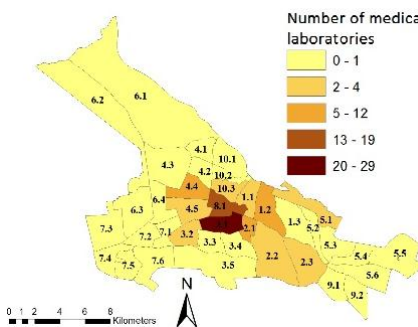 Number of medica
laboratories
0 - 1
2 - 4
5 - 12
13 - 19
20 - 29
6.2 6.1
4.1 10.1
4.3 4.2 10.2
4.4 10.3 1.1
6.4 4.5 8.1 1.2
6.3 5.1
7.3 7.2 7.1 3.2 2.1 1.3 5.2
3.3 3.4 5.3
7.4 7.5 7.6 3.5 2.2 2.3 5.4 5.5
5.6
9.1 9.2
N
0 1 2 4 6 8
Kilometers